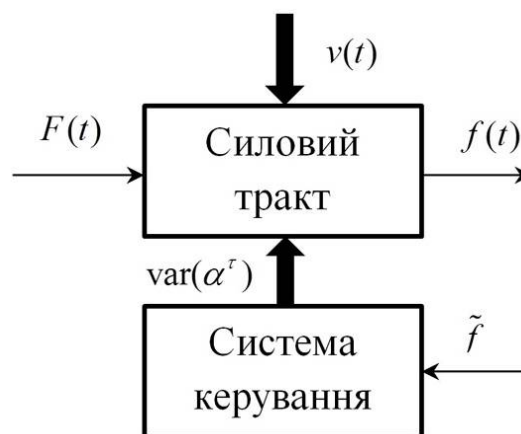 v(t)
F(t)
Силовий
тракт
f(t)
var(α^τ)
Система
керування
f̃